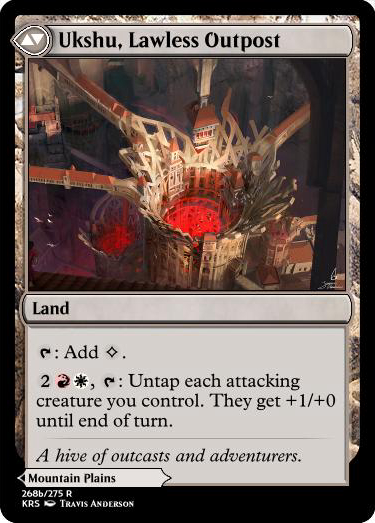 Ukshu, Lawless Outpost
Land
: Add .
2 , : Untap each attacking
creature you control. They get +1/+0
until end of turn.
A hive of outcasts and adventurers.
Mountain Plains
268b/275 R
KRS Travis Anderson